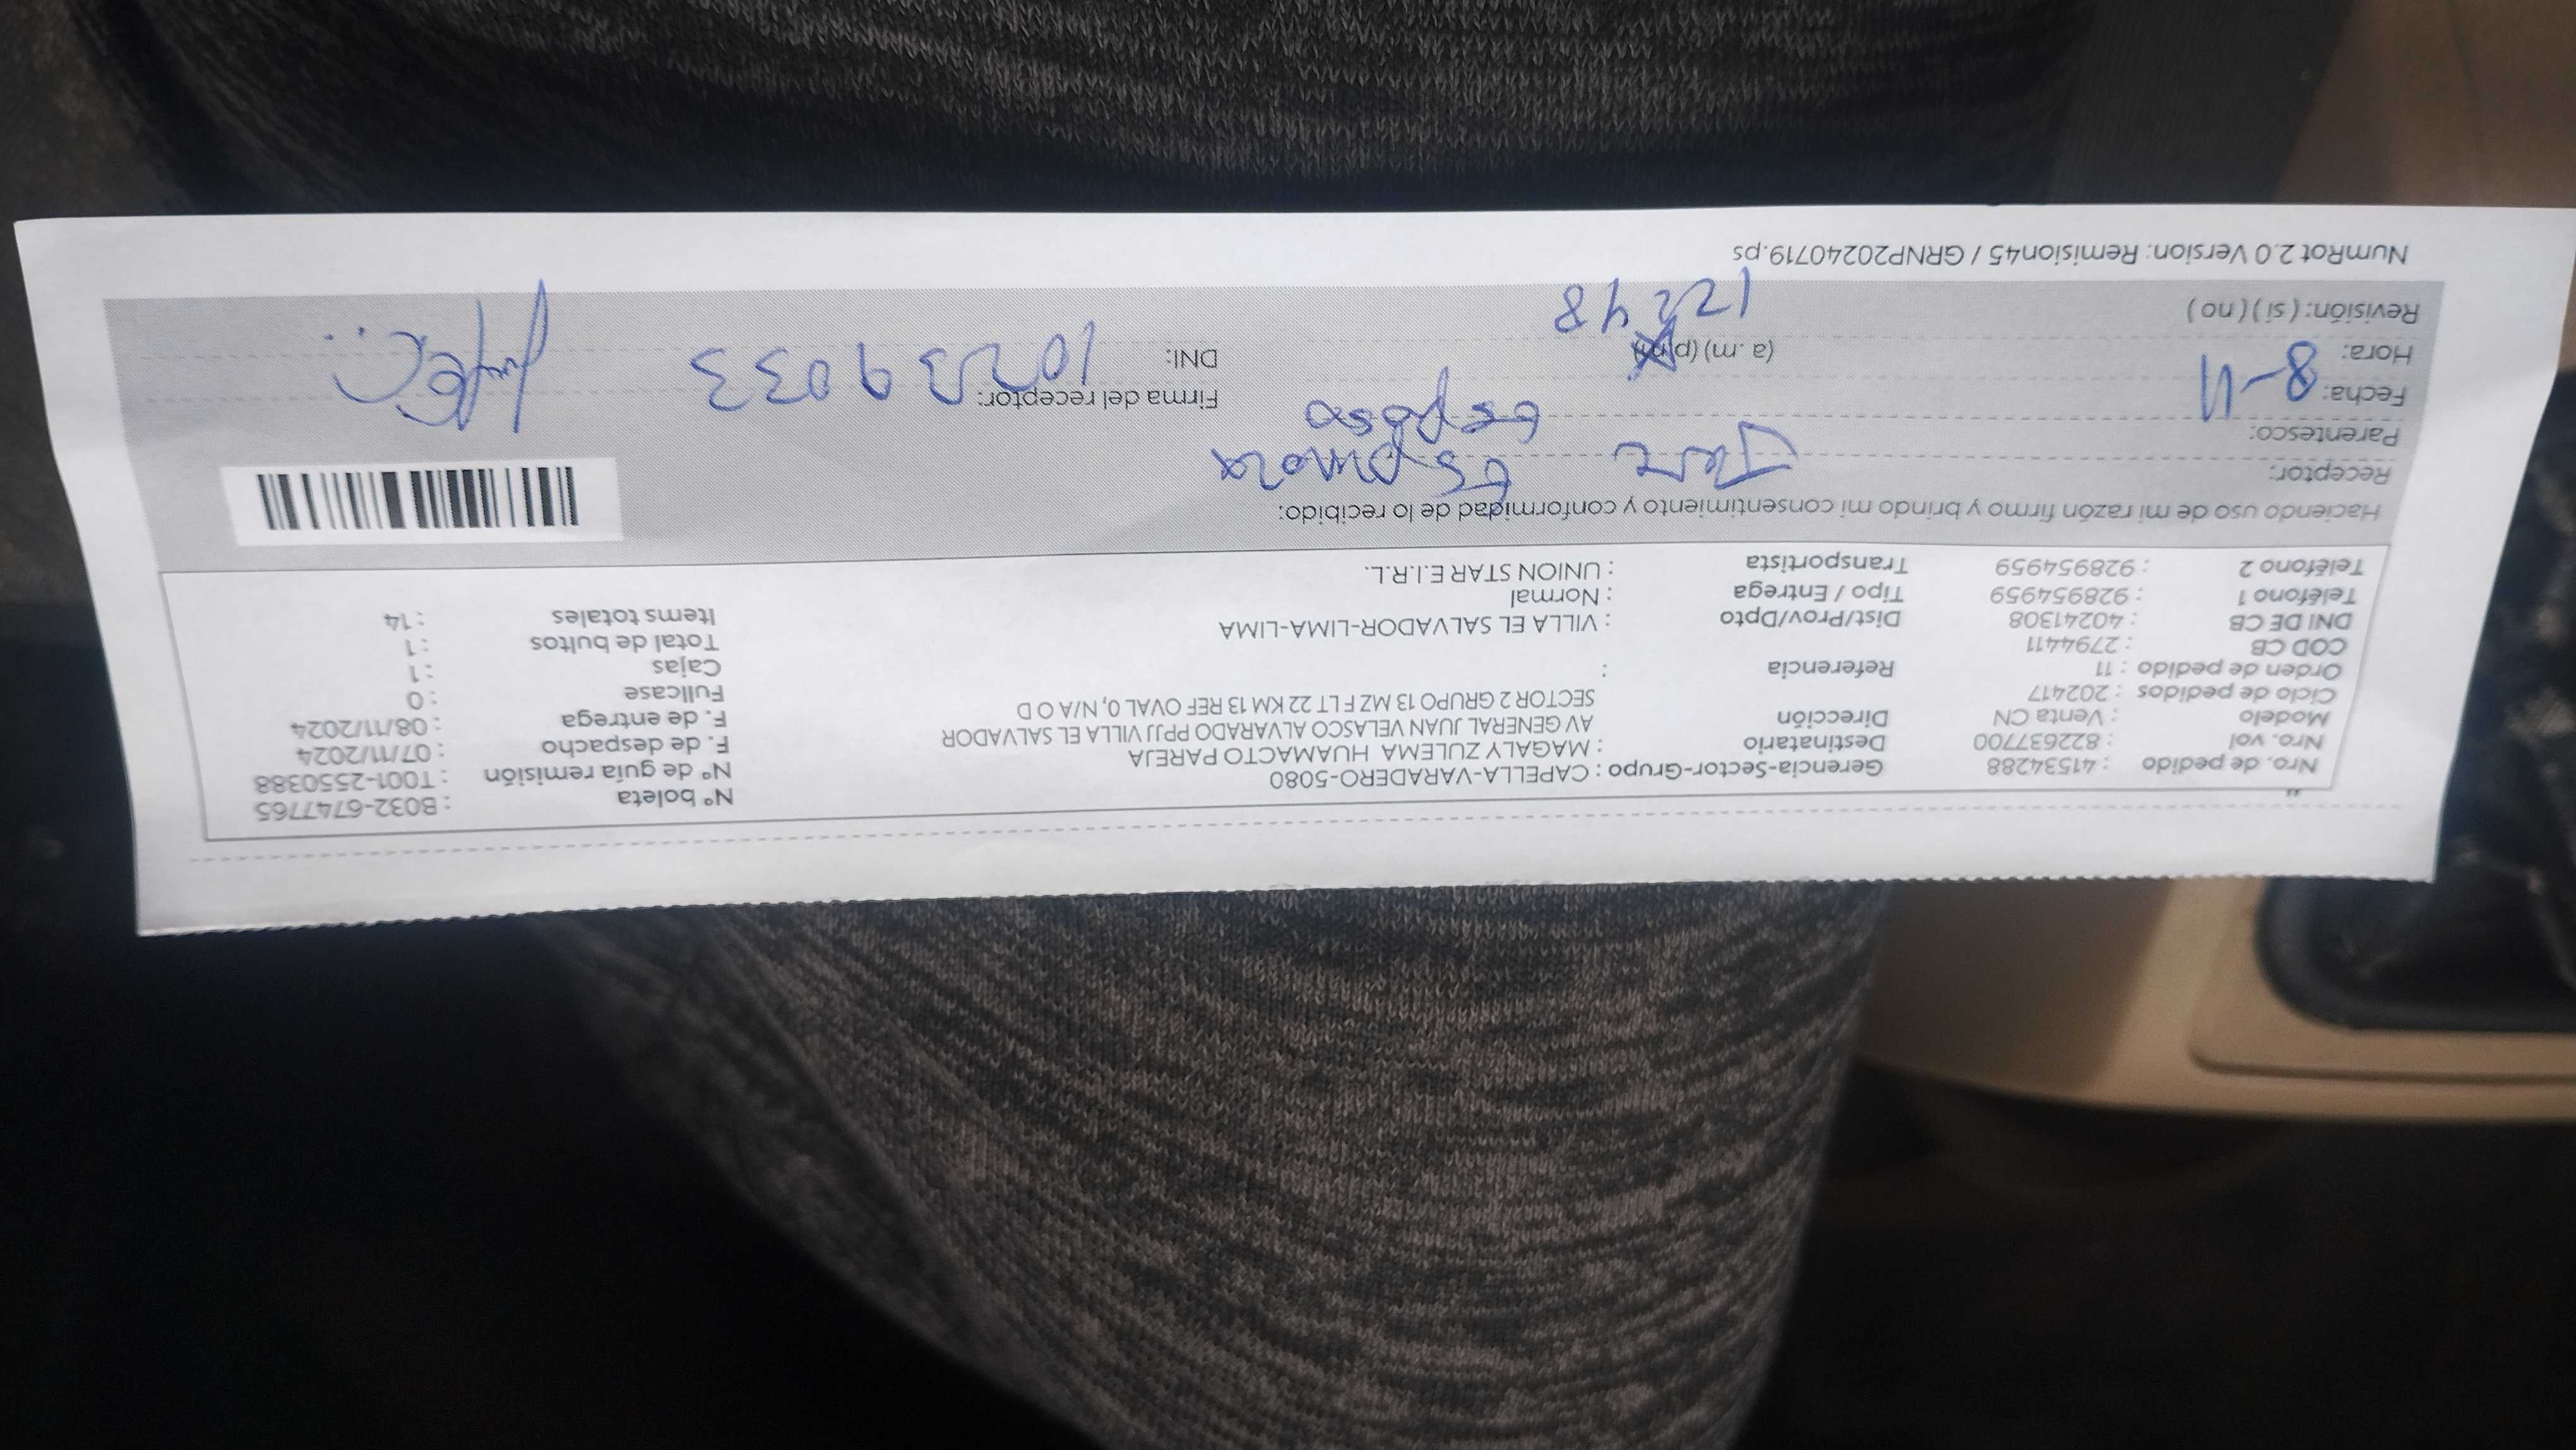 Nro. de pedido : 41534288 Gerencia-Sector-Grupo : CAPELLA-VARADERO-5080 N° boleta : B032-6747765
Nro. vol : 822637700 Destinatario : MAGALY ZULEMA HUAMACTO PAREJA N° de guía remisión : T001-2550388
Modelo : Venta CN Dirección AV GENERAL JUAN VELASCO ALVARADO PPJJ VILLA EL SALVADOR F. de despacho : 07/11/2024
Ciclo de pedidos : 202417 SECTOR 2 GRUPO 13 MZ F LT 22 KM 13 REF OVAL 0, N/A O D F. de entrega : 08/11/2024
Orden de pedido : 11 Referencia : Fullcase : 0
COD CB : 2794411 Cajas : 1
DNI DE CB : 40241308 Dist/Prov/Dpto : VILLA EL SALVADOR-LIMA-LIMA Total de bultos : 1
Teléfono 1 : 928954959 Tipo / Entrega : Normal Items totales : 14
Teléfono 2 : 928954959 Transportista : UNION STAR E.I.R.L.
Haciendo uso de mi razón firmo y brindo mi consentimiento y conformidad de lo recibido:
Receptor: Espinoza
Parentesco: esposo
Fecha: 8-11 Firma del receptor:
Hora: (a.m) (p.m) DNI: 10239033
12:48
Revisión: ( si ) ( no )
NumRot 2.0 Version: Remision45 / GRNP20240719.ps